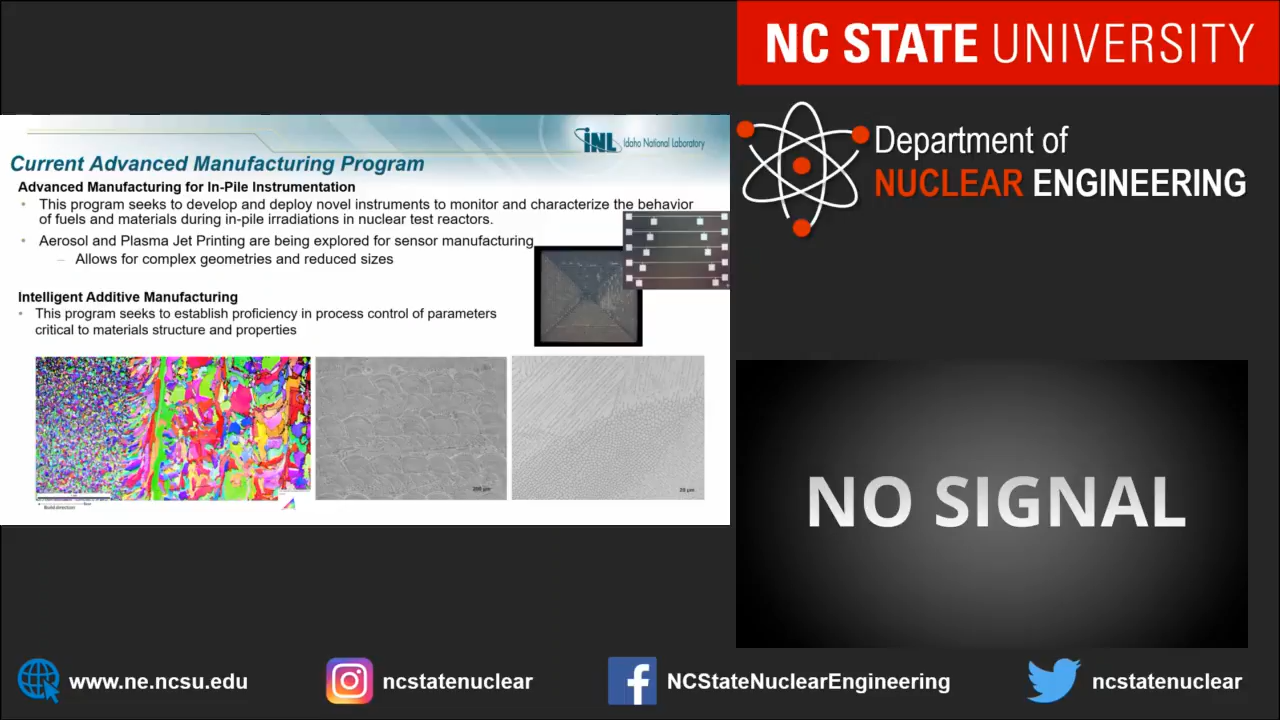 NC STATE UNIVERSITY
Department of
NUCLEAR ENGINEERING
INL Idaho National Laboratory
Current Advanced Manufacturing Program
Advanced Manufacturing for In-Pile Instrumentation
• This program seeks to develop and deploy novel instruments to monitor and characterize the behavior
of fuels and materials during in-pile irradiations in nuclear test reactors.
• Aerosol and Plasma Jet Printing are being explored for sensor manufacturing
– Allows for complex geometries and reduced sizes
Intelligent Additive Manufacturing
• This program seeks to establish proficiency in process control of parameters
critical to materials structure and properties
Build direction
NO SIGNAL
www.ne.ncsu.edu
ncstatenuclear
NCStateNuclearEngineering
ncstatenuclear